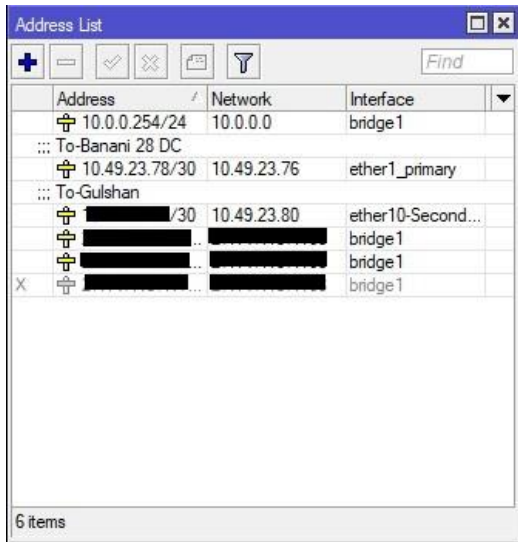 Address List
Find
Address Network Interface
10.0.0.254/24 10.0.0.0 bridge1
;;; To-Banani 28 DC
10.49.23.78/30 10.49.23.76 ether1_primary
;;; To-Gulshan
/30 10.49.23.80 ether10-Second...
bridge1
bridge1
X bridge1
6 items